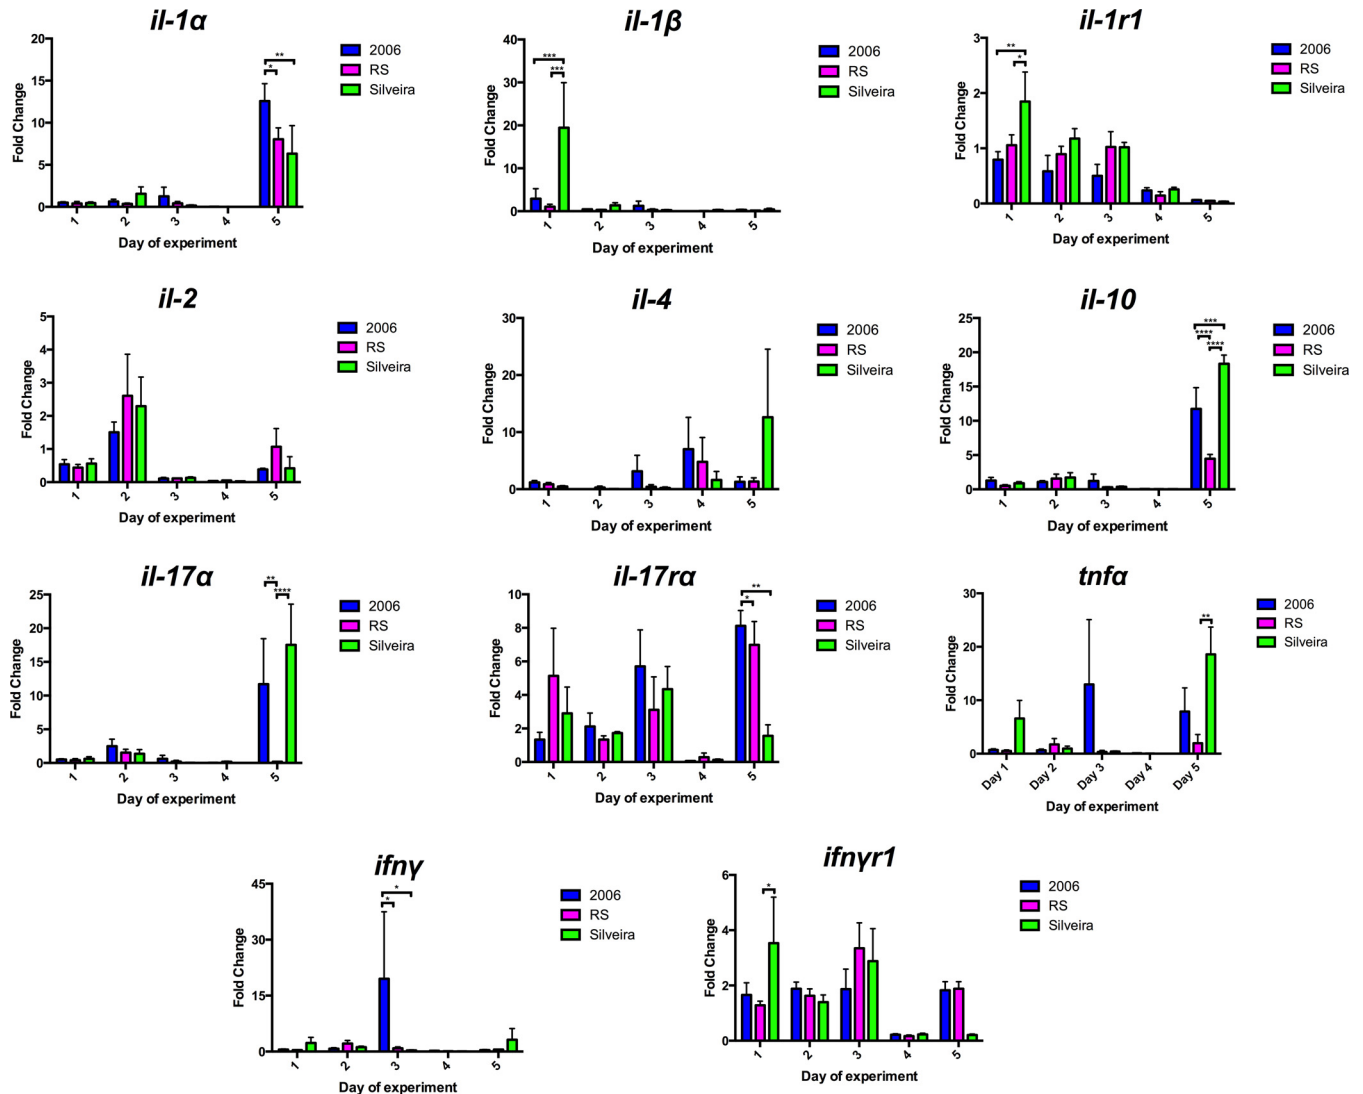 il-1α
20
15
10
5
0
Fold Change
1 2 3 4 5
Day of experiment
* **
2006
RS
Silveira
il-1β
40
30
20
10
0
Fold Change
1 2 3 4 5
Day of experiment
***
***
2006
RS
Silveira
il-1r1
3
2
1
0
Fold Change
1 2 3 4 5
Day of experiment
**
*
2006
RS
Silveira
il-2
5
4
3
2
1
0
Fold Change
1 2 3 4 5
Day of experiment
2006
RS
Silveira
il-4
30
20
10
0
Fold Change
1 2 3 4 5
Day of experiment
2006
RS
Silveira
il-10
25
20
15
10
5
0
Fold Change
1 2 3 4 5
Day of experiment
***
****
****
2006
RS
Silveira
il-17α
25
20
15
10
5
0
Fold Change
1 2 3 4 5
Day of experiment
**
****
2006
RS
Silveira
il-17rα
10
8
6
4
2
0
Fold Change
1 2 3 4 5
Day of experiment
**
*
2006
RS
Silveira
tnfα
30
20
10
0
Fold Change
Day 1 Day 2 Day 3 Day 4 Day 5
Day of experiment
**
2006
RS
Silveira
ifnγ
45
30
15
0
Fold Change
1 2 3 4 5
Day of experiment
*
*
2006
RS
Silveira
ifnγr1
6
4
2
0
Fold Change
1 2 3 4 5
Day of experiment
*
2006
RS
Silveira